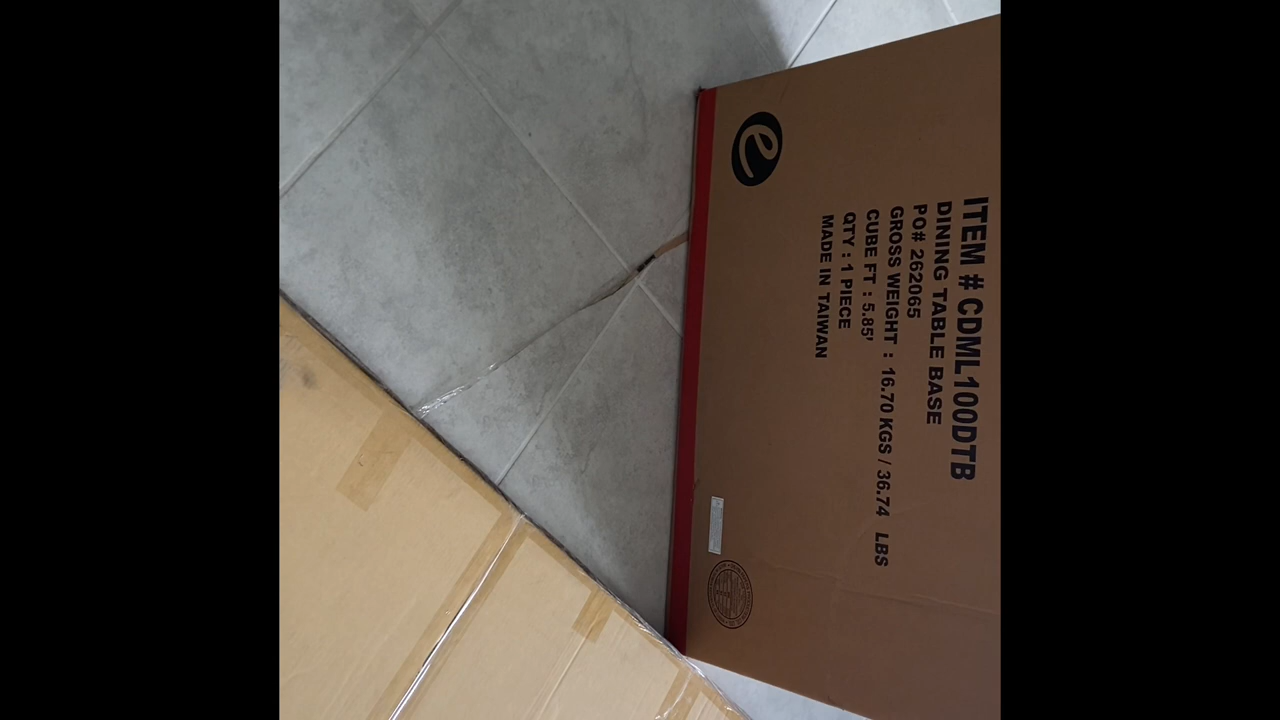 e
ITEM # CDML100DTB
DINING TABLE BASE
PO# 262065
GROSS WEIGHT : 16.70 KGS / 36.74 LBS
CUBE FT : 5.85'
QTY : 1 PIECE
MADE IN TAIWAN